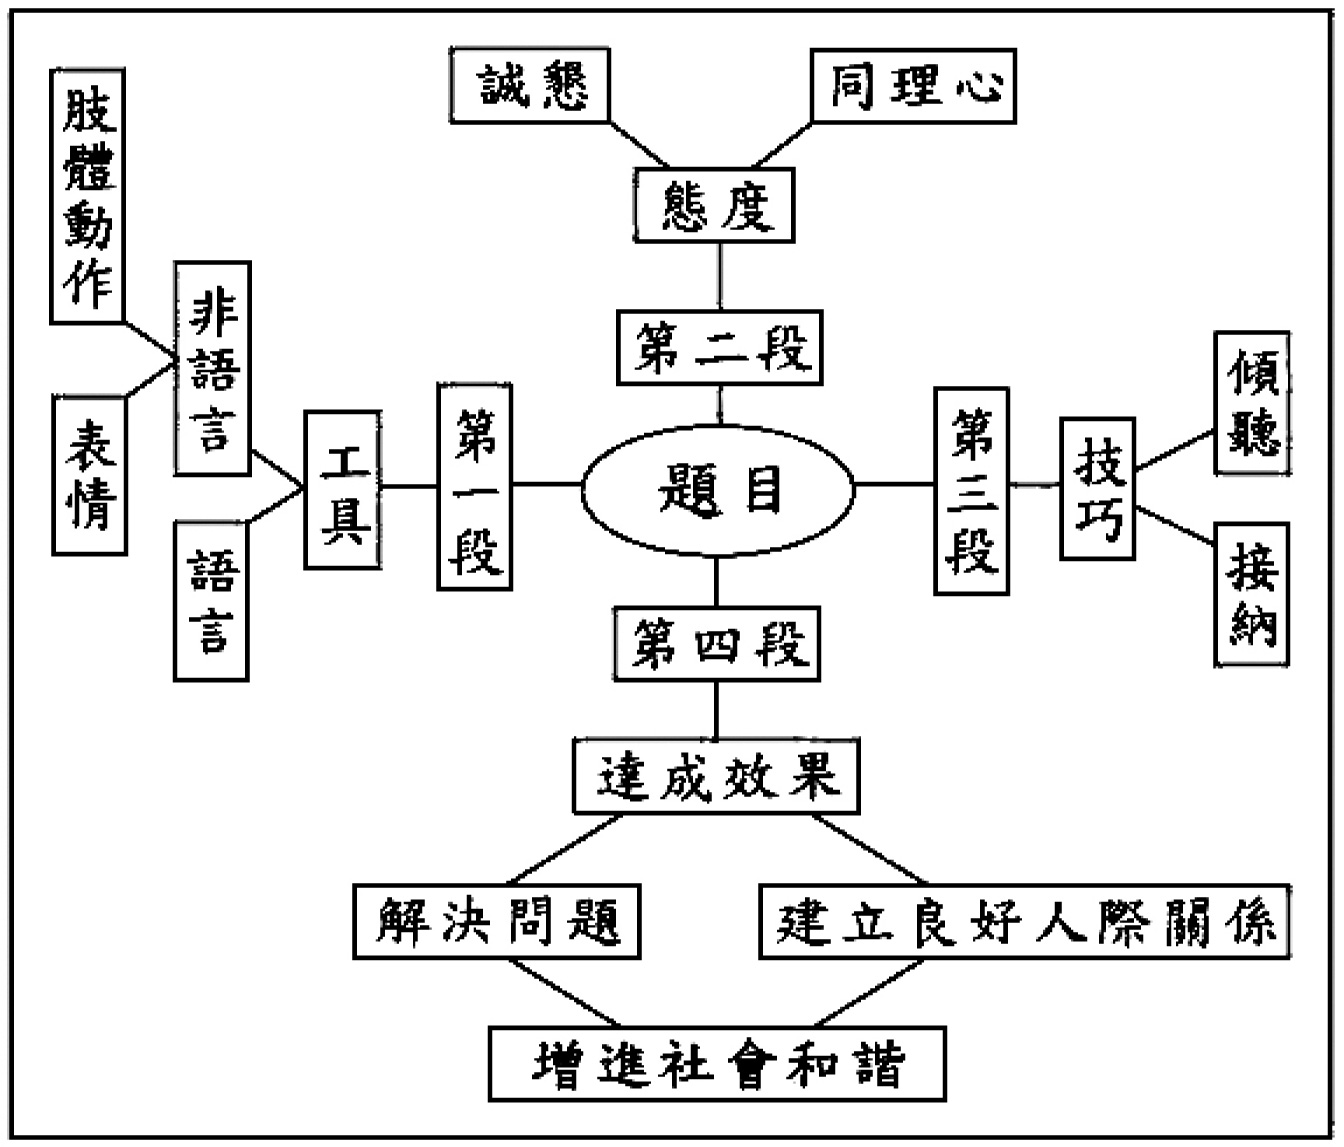 誠懇
同理心
態度
第二段
肢體動作
表情
非語言
語言
工具
第一段
題目
第三段
技巧
傾聽
接納
第四段
達成效果
解決問題
建立良好人際關係
增進社會和諧